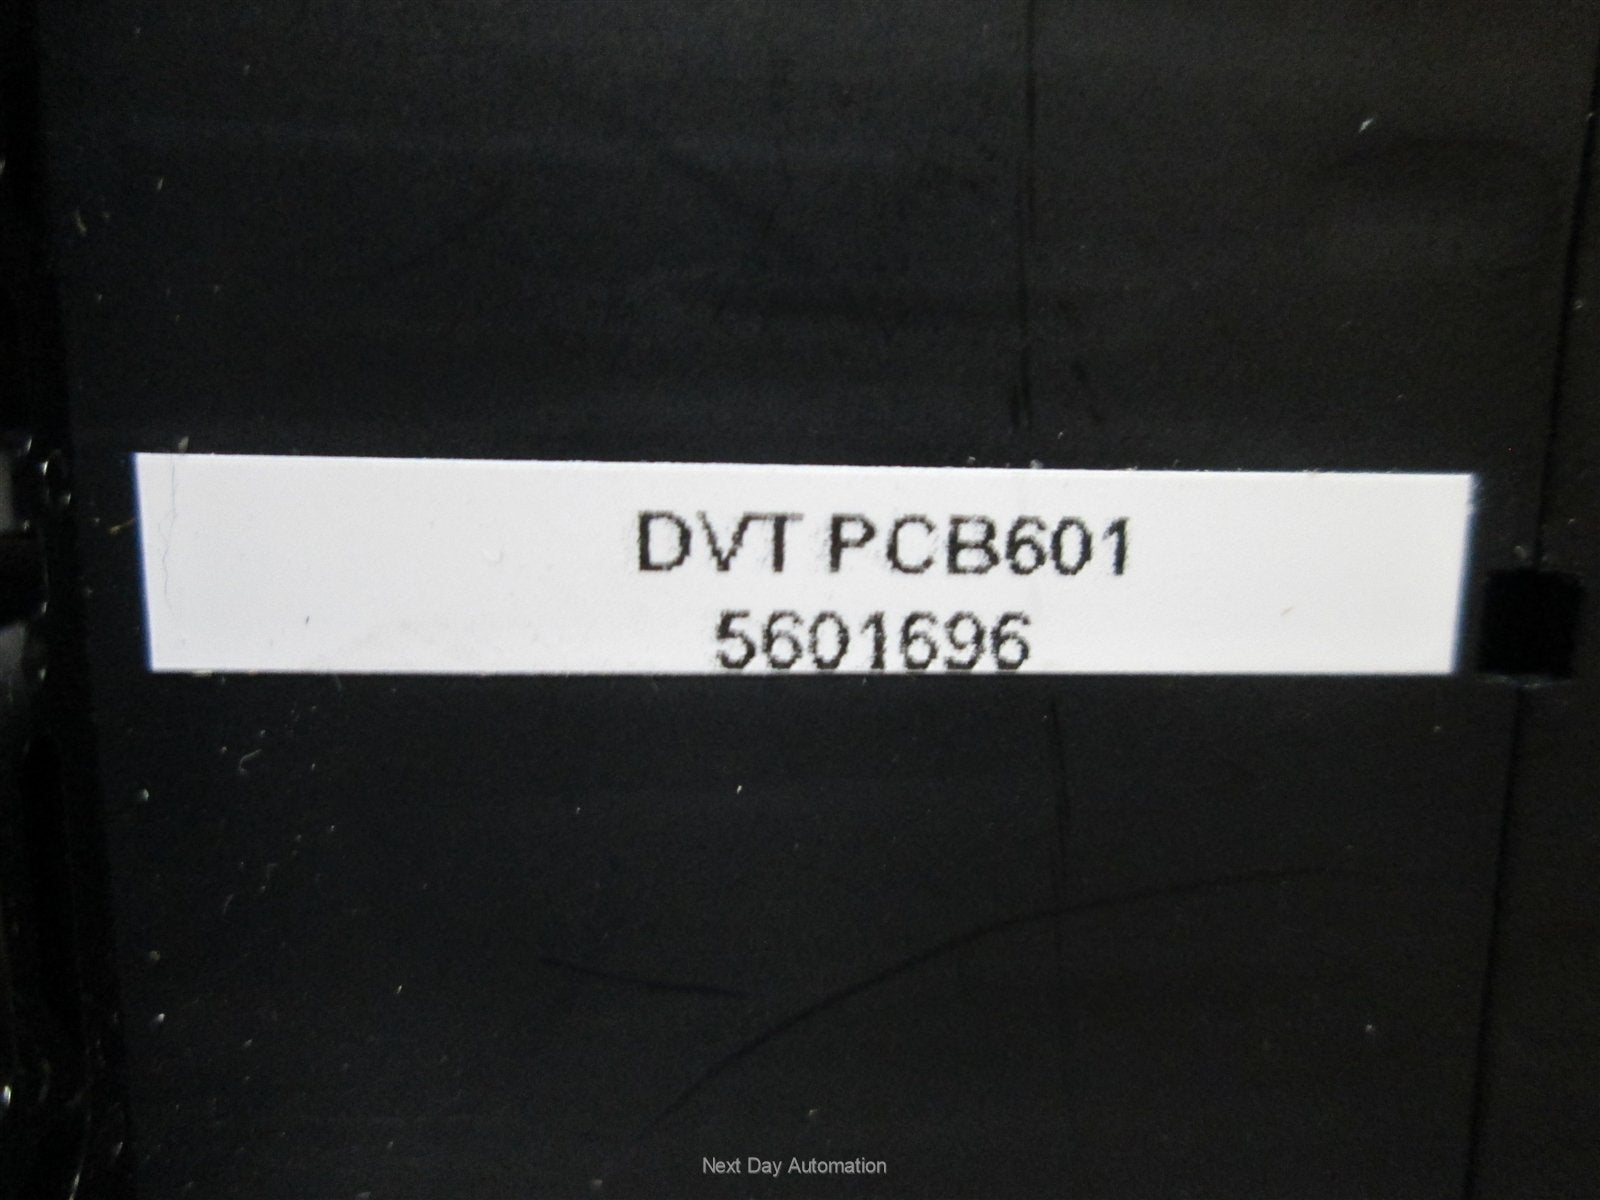 DVT PCB601
5601696
Next Day Automation